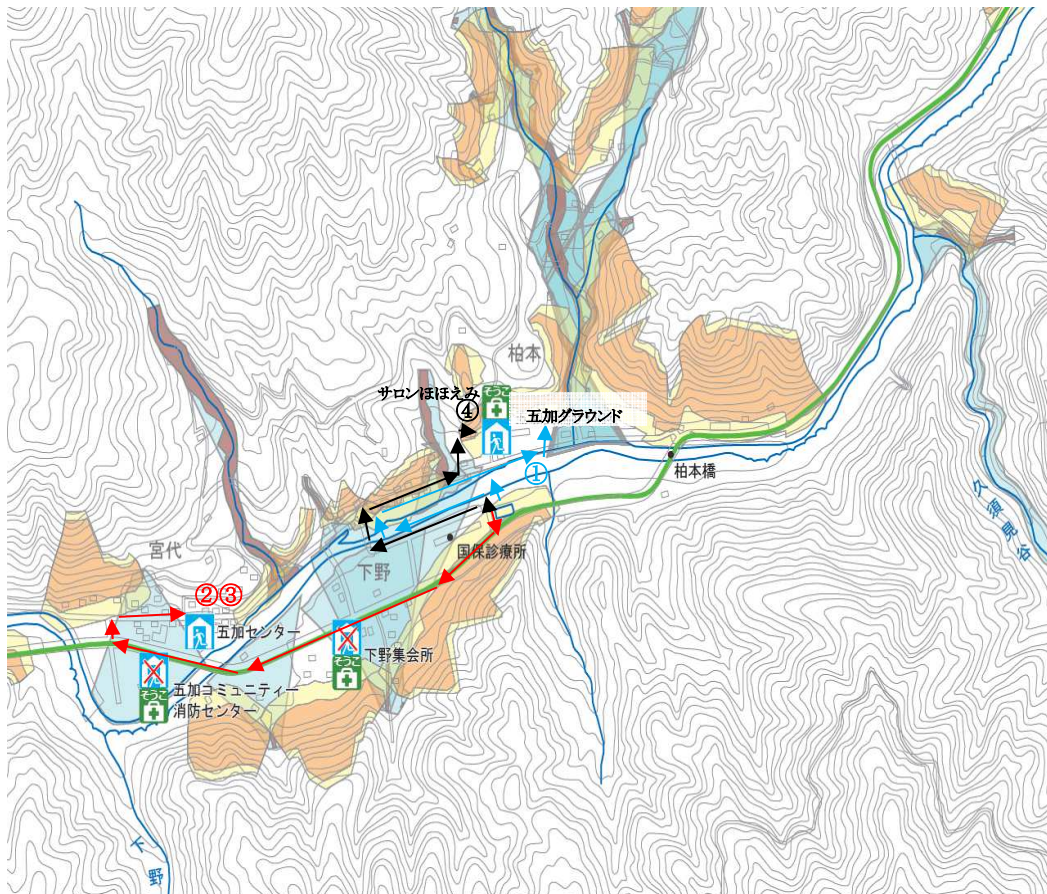 柏本
サロンほほえみ
④
そうこ
五加グラウンド
①
柏本橋
久須見谷
国保診療所
宮代
下野
②③
五加センター
下野集会所
そうこ
五加コミュニティー
消防センター
そうこ
下野